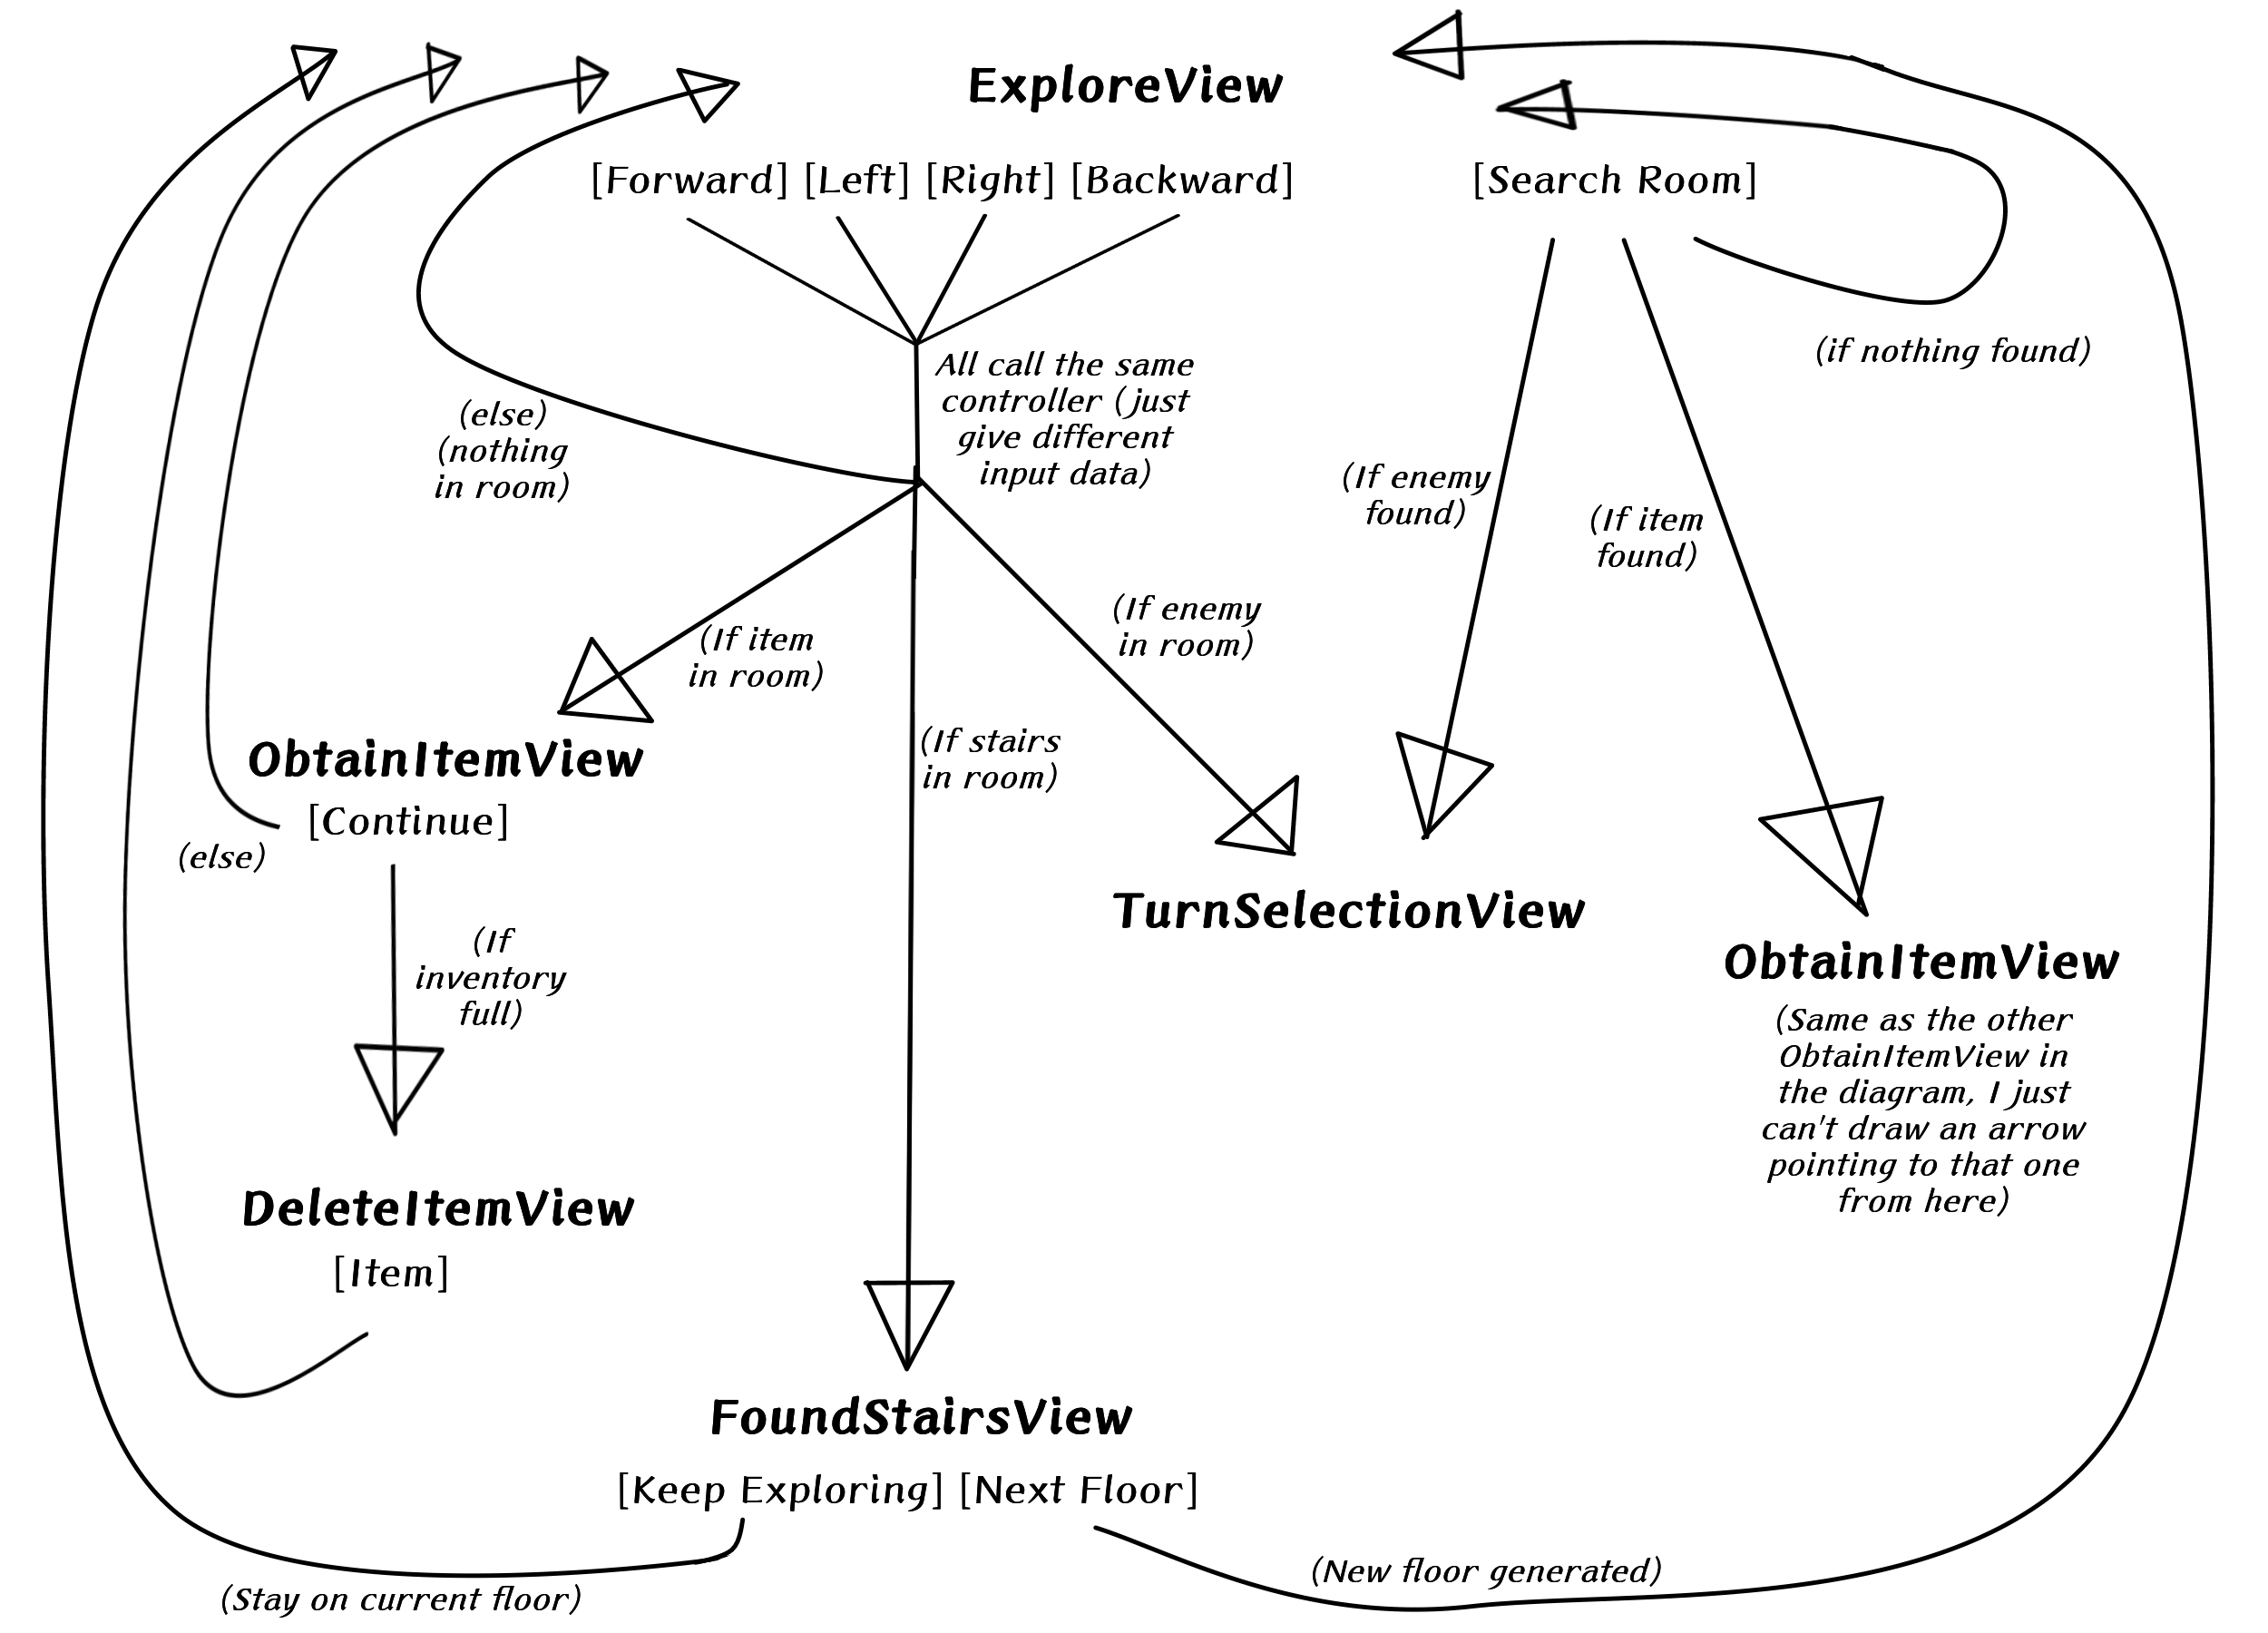 ExploreView
[Forward] [Left] [Right] [Backward]
[Search Room]
All call the same
controller (just
give different
input data)
(if nothing found)
(else)
(nothing
in room)
(If enemy
found)
(If item
found)
(If item
in room)
(If enemy
in room)
(If stairs
in room)
ObtainItemView
[Continue]
(else)
(If
inventory
full)
TurnSelectionView
ObtainItemView
(Same as the other
ObtainItemView in
the diagram, I just
can't draw an arrow
pointing to that one
from here)
DeleteItemView
[Item]
FoundStairsView
[Keep Exploring] [Next Floor]
(Stay on current floor)
(New floor generated)